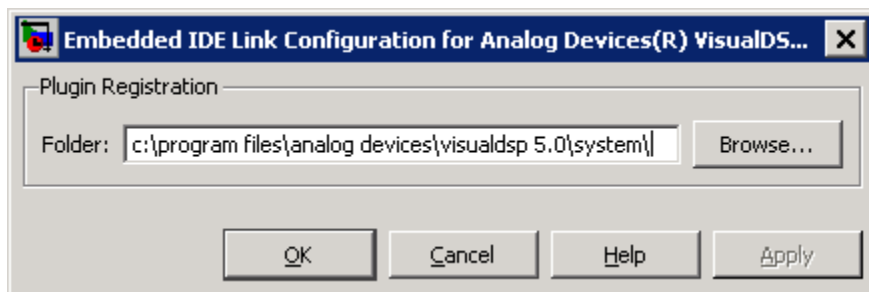 Embedded IDE Link Configuration for Analog Devices(R) VisualDS...
Plugin Registration
Folder: c:\program files\analog devices\visualdsp 5.0\system\ Browse...
OK Cancel Help Apply